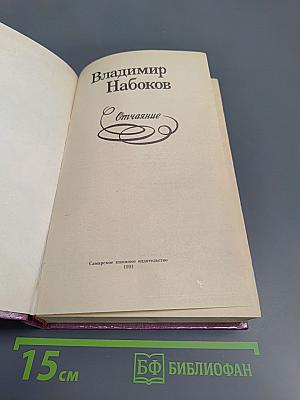 Владимир
Набоков
Отчаяние
Самарское книжное издательство
1991
15 см
БФ БИБЛИОФАН